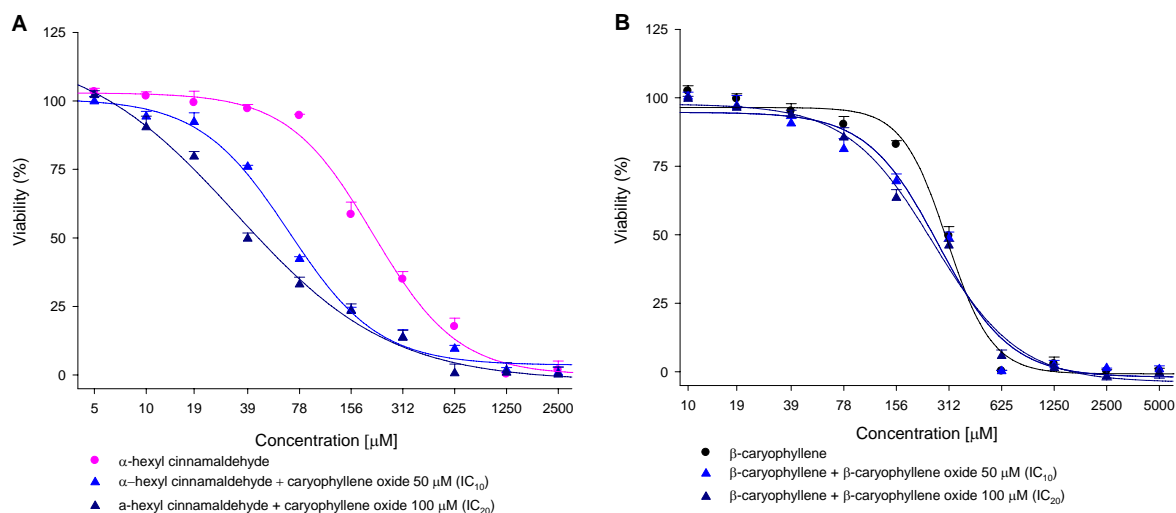 A
125
100
75
50
25
0
Viability (%)
5 10 19 39 78 156 312 625 1250 2500
Concentration [μM]
α-hexyl cinnamaldehyde
α−hexyl cinnamaldehyde + caryophyllene oxide 50 μM (IC10)
a-hexyl cinnamaldehyde + caryophyllene oxide 100 μM (IC20)
B
125
100
75
50
25
0
Viability (%)
10 19 39 78 156 312 625 1250 2500 5000
Concentration [μM]
β-caryophyllene
β-caryophyllene + β-caryophyllene oxide 50 μM (IC10)
β-caryophyllene + β-caryophyllene oxide 100 μM (IC20)